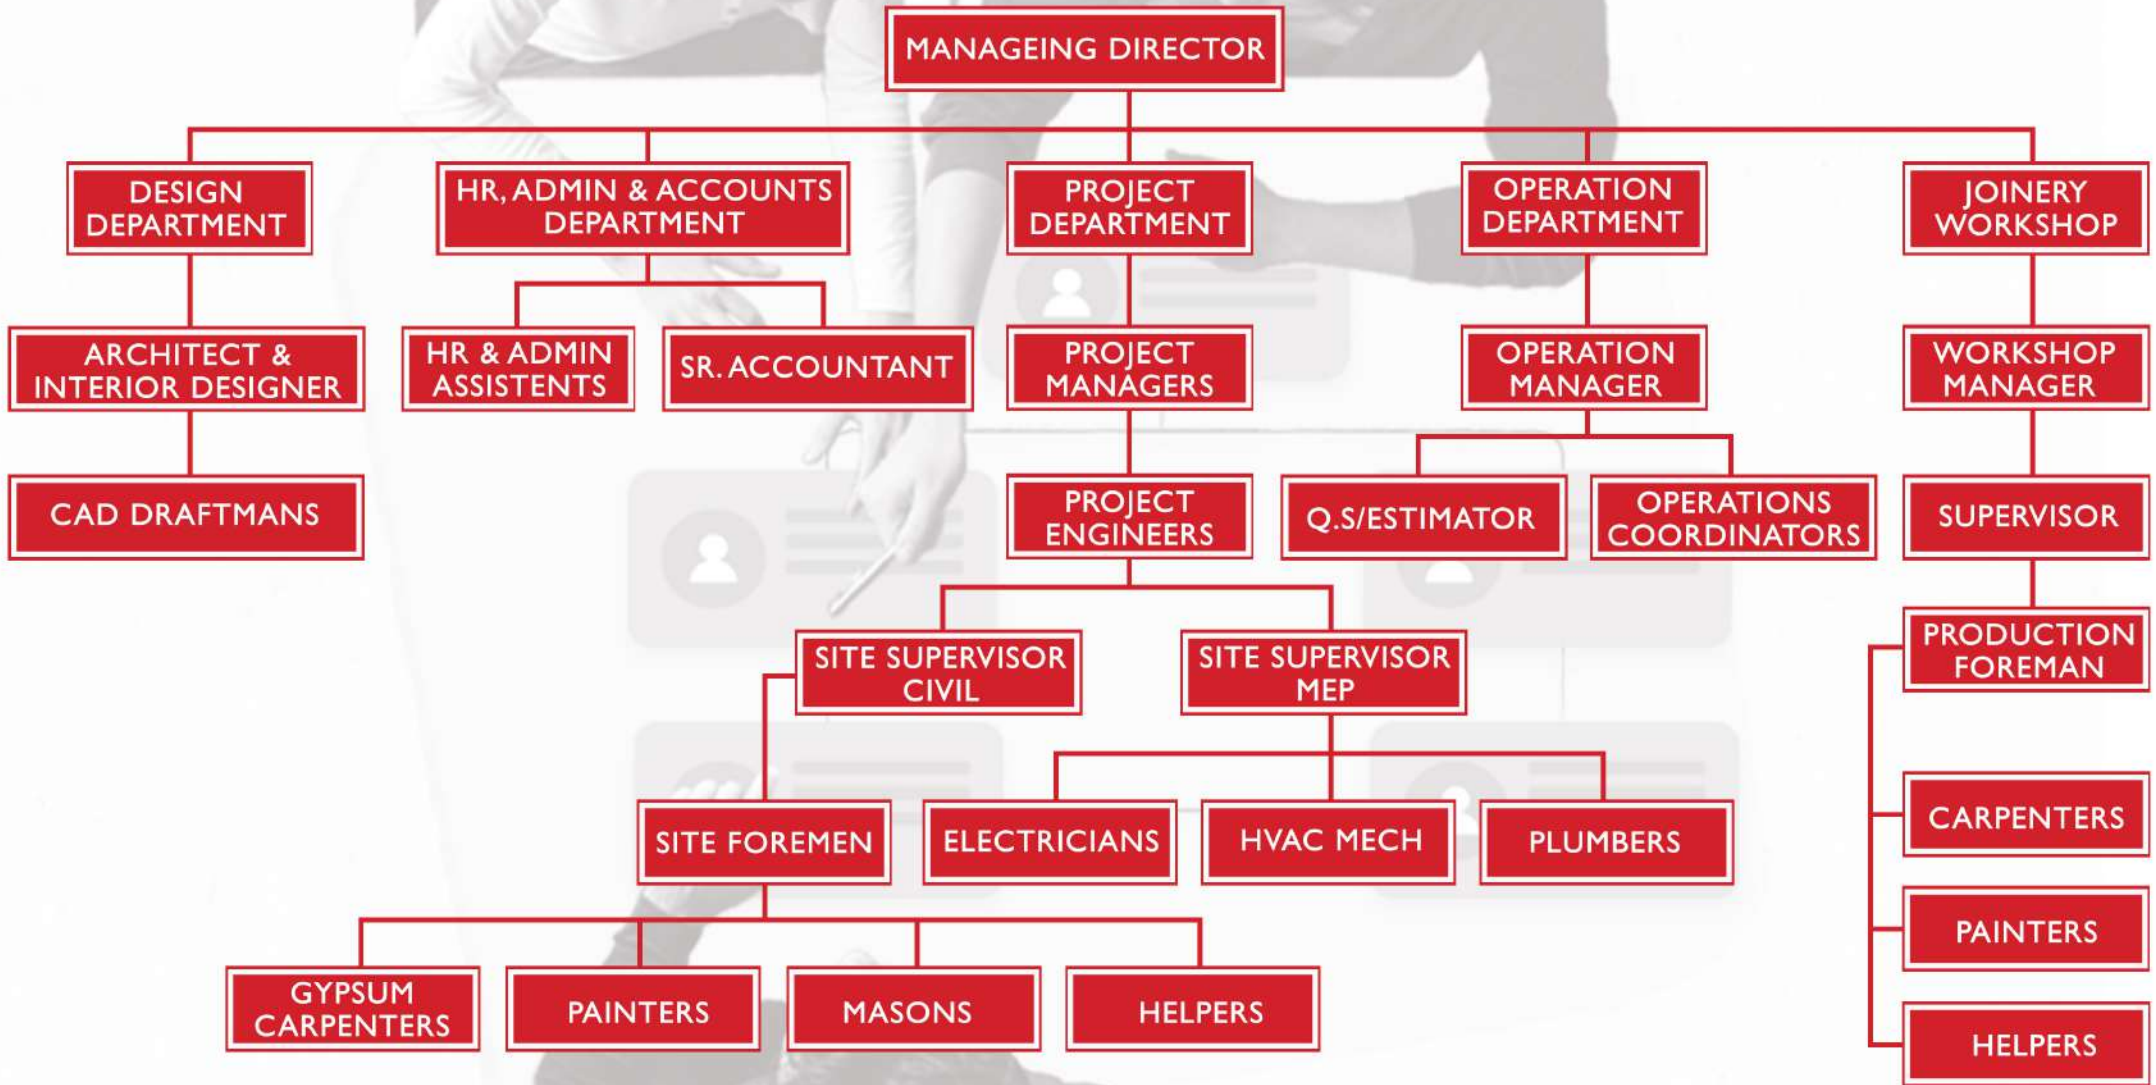 MANAGEING DIRECTOR
DESIGN
DEPARTMENT
HR, ADMIN & ACCOUNTS
DEPARTMENT
PROJECT
DEPARTMENT
OPERATION
DEPARTMENT
JOINERY
WORKSHOP
ARCHITECT &
INTERIOR DESIGNER
HR & ADMIN
ASSISTENTS
SR. ACCOUNTANT
PROJECT
MANAGERS
OPERATION
MANAGER
WORKSHOP
MANAGER
CAD DRAFTMANS
PROJECT
ENGINEERS
Q.S/ESTIMATOR
OPERATIONS
COORDINATORS
SUPERVISOR
SITE SUPERVISOR
CIVIL
SITE SUPERVISOR
MEP
PRODUCTION
FOREMAN
SITE FOREMEN
ELECTRICIANS
HVAC MECH
PLUMBERS
CARPENTERS
PAINTERS
GYPSUM
CARPENTERS
PAINTERS
MASONS
HELPERS
HELPERS